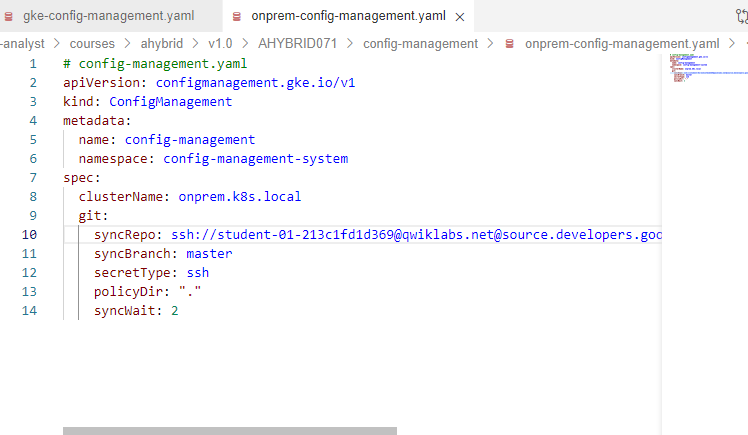 gke-config-management.yaml
onprem-config-management.yaml
-analyst > courses > ahybrid > v1.0 > AHYBRID071 > config-management > onprem-config-management.yaml >
1 # config-management.yaml
2 apiVersion: configmanagement.gke.io/v1
3 kind: ConfigManagement
4 metadata:
5 name: config-management
6 namespace: config-management-system
7 spec:
8 clusterName: onprem.k8s.local
9 git:
10 syncRepo: ssh://student-01-213c1fd1d369@qwiklabs.net@source.developers.goo
11 syncBranch: master
12 secretType: ssh
13 policyDir: "."
14 syncWait: 2